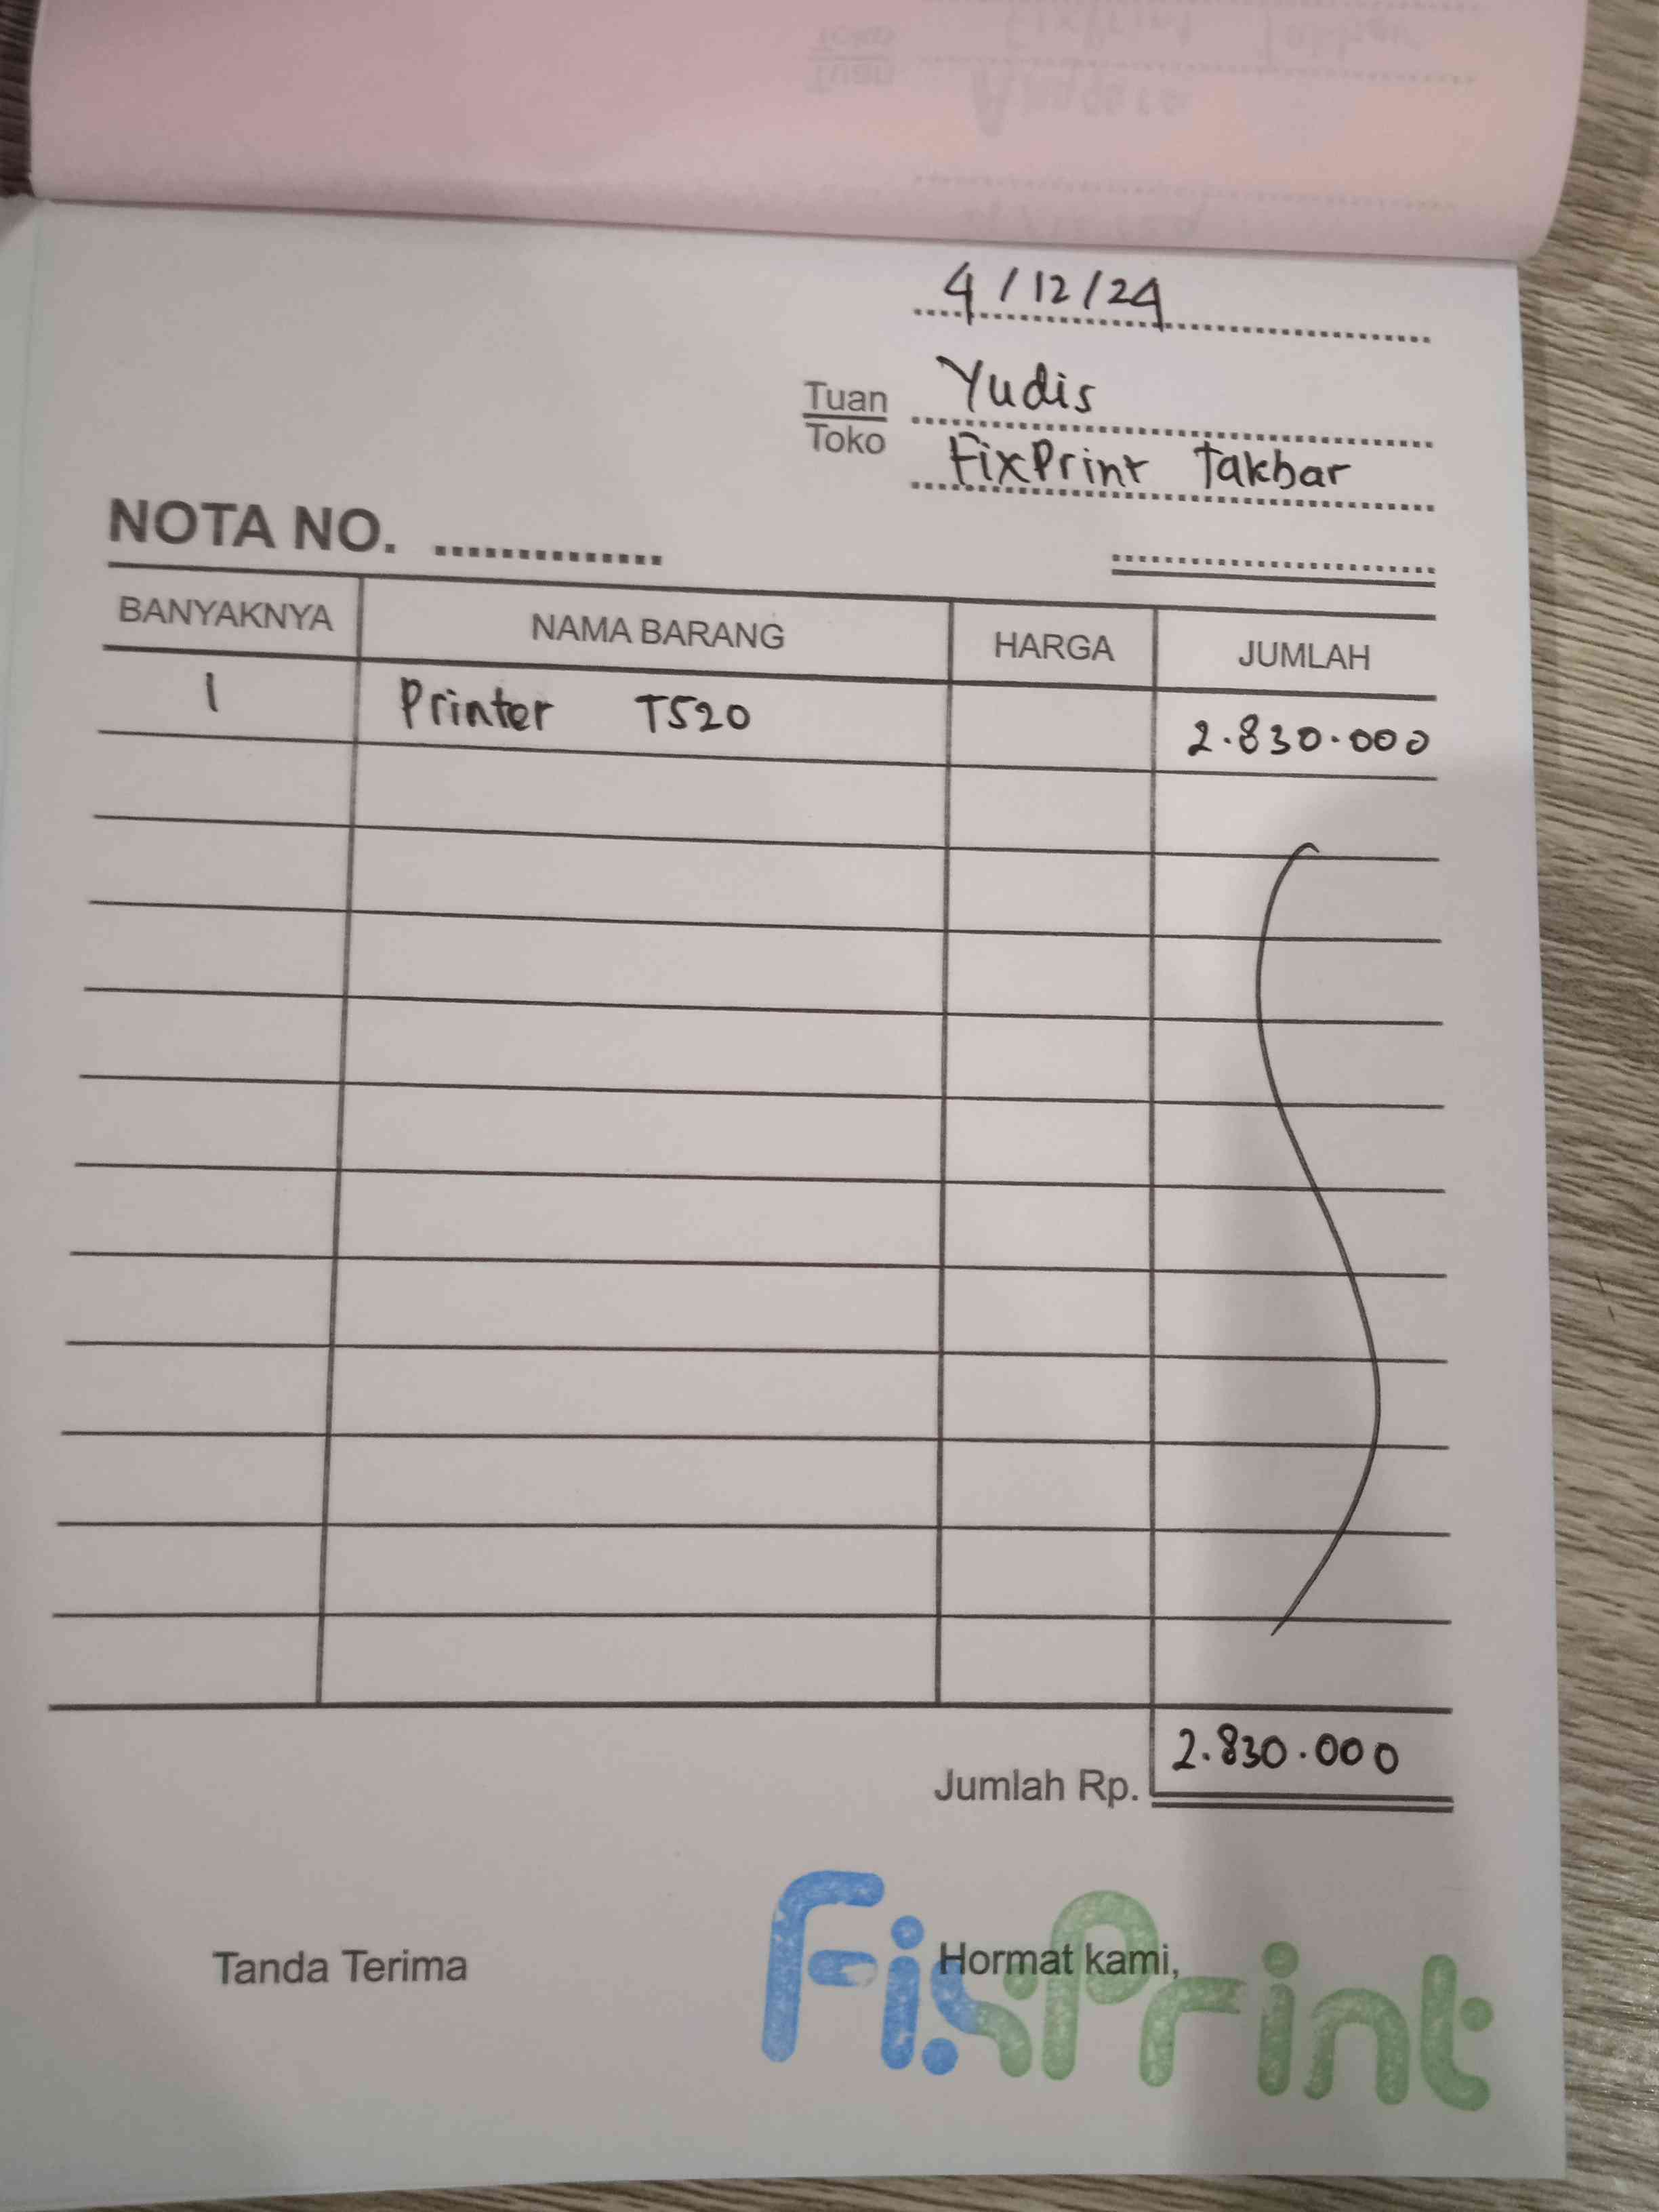 4/12/24
Tuan Yudis
Toko FixPrint Takbar
NOTA NO.
BANYAKNYA NAMA BARANG HARGA JUMLAH
1 Printer T520 2.830.000
Jumlah Rp. 2.830.000
Tanda Terima Hormat kami,
FixPrint